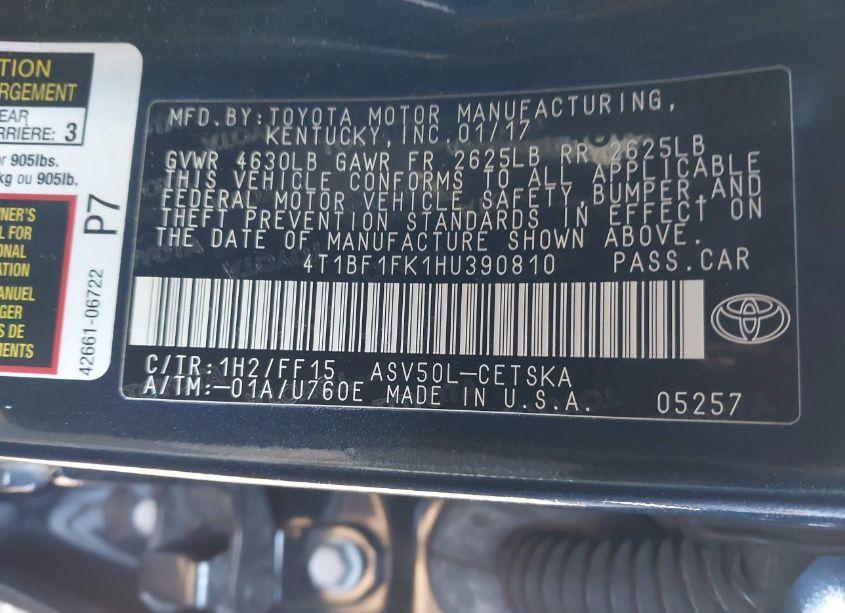 TION
RGEMENT
EAR
RRIÈRE: 3
or 905lbs.
kg ou 905lb.
NER'S
L FOR
ONAL
ATION
ANUEL
GER
S DE
MENTS
P7
42661-06722
MFD. BY: TOYOTA MOTOR MANUFACTURING,
KENTUCKY, INC. 01/17
GVWR 4630LB GAWR FR 2625LB RR 2625LB
THIS VEHICLE CONFORMS TO ALL APPLICABLE
FEDERAL MOTOR VEHICLE SAFETY, BUMPER, AND
THEFT PREVENTION STANDARDS IN EFFECT ON
THE DATE OF MANUFACTURE SHOWN ABOVE.
4T1BF1FK1HU390810 PASS. CAR
C/TR: 1H2/FF15 ASV50L-CETSKA
A/TM: -01A/U760E MADE IN U.S.A. 05257